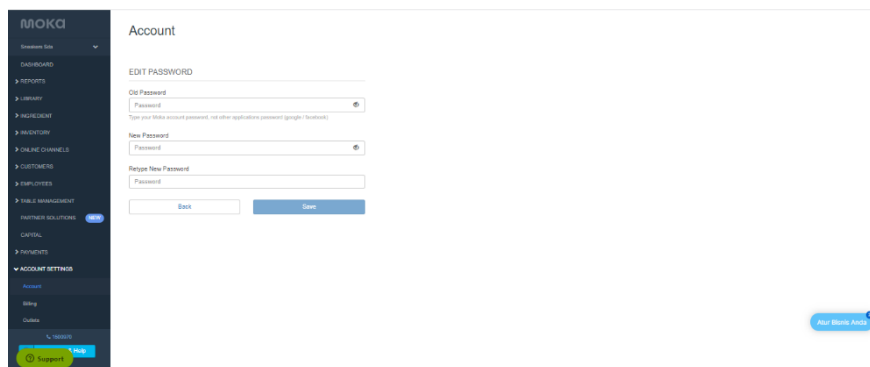 MOKA
DASHBOARD
REPORTS
LIBRARY
INGREDIENT
INVENTORY
ONLINE CHANNELS
CUSTOMERS
EMPLOYEES
TABLE MANAGEMENT
PARTNER SOLUTIONS NEW
CAPITAL
PAYMENTS
ACCOUNT SETTINGS
Account
Billing
Outlets
Help
Support
Account
EDIT PASSWORD
Old Password
Password
Type your Moka account password, not other applications password (google / facebook)
New Password
Password
Retype New Password
Password
Back Save
Atur Bisnis Anda